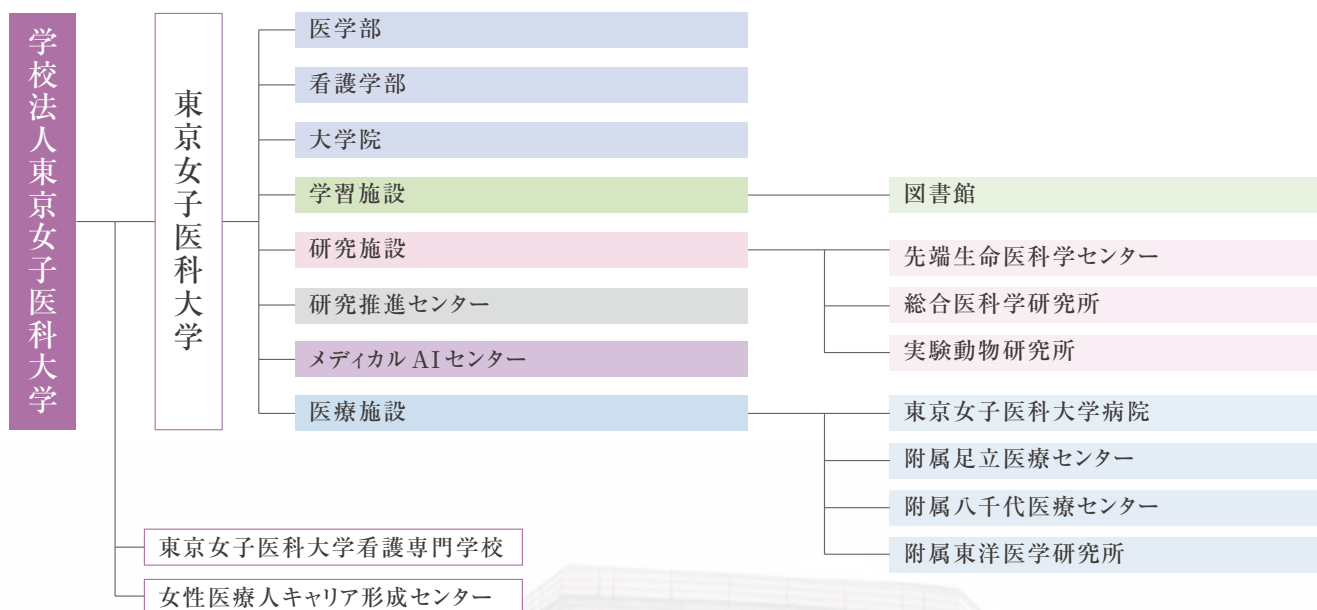 学校法人東京女子医科大学
東京女子医科大学
医学部
看護学部
大学院
学習施設
図書館
研究施設
先端生命医科学センター
総合医科学研究所
実験動物研究所
研究推進センター
メディカルAIセンター
医療施設
東京女子医科大学病院
附属足立医療センター
附属八千代医療センター
附属東洋医学研究所
東京女子医科大学看護専門学校
女性医療人キャリア形成センター